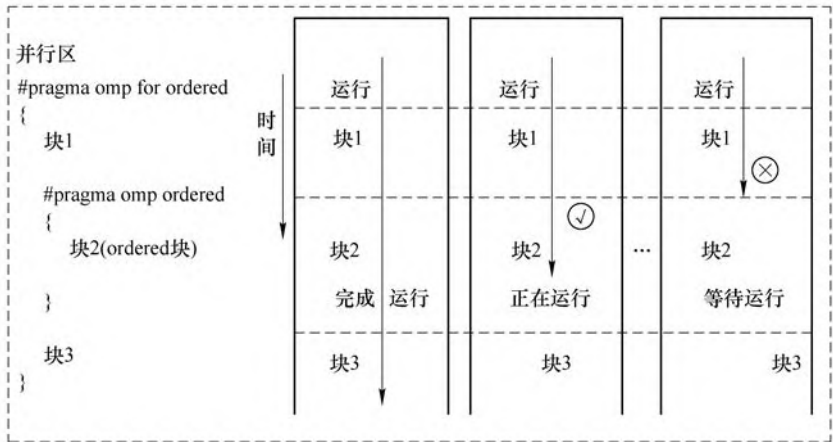 并行区
#pragma omp for ordered
{
块1
#pragma omp ordered
{
块2(ordered块)
}
块3
}
时间
运行
块1
块2
完成 运行
块3
运行
块1
√
块2
正在运行
块3
...
运行
块1
×
块2
等待运行
块3